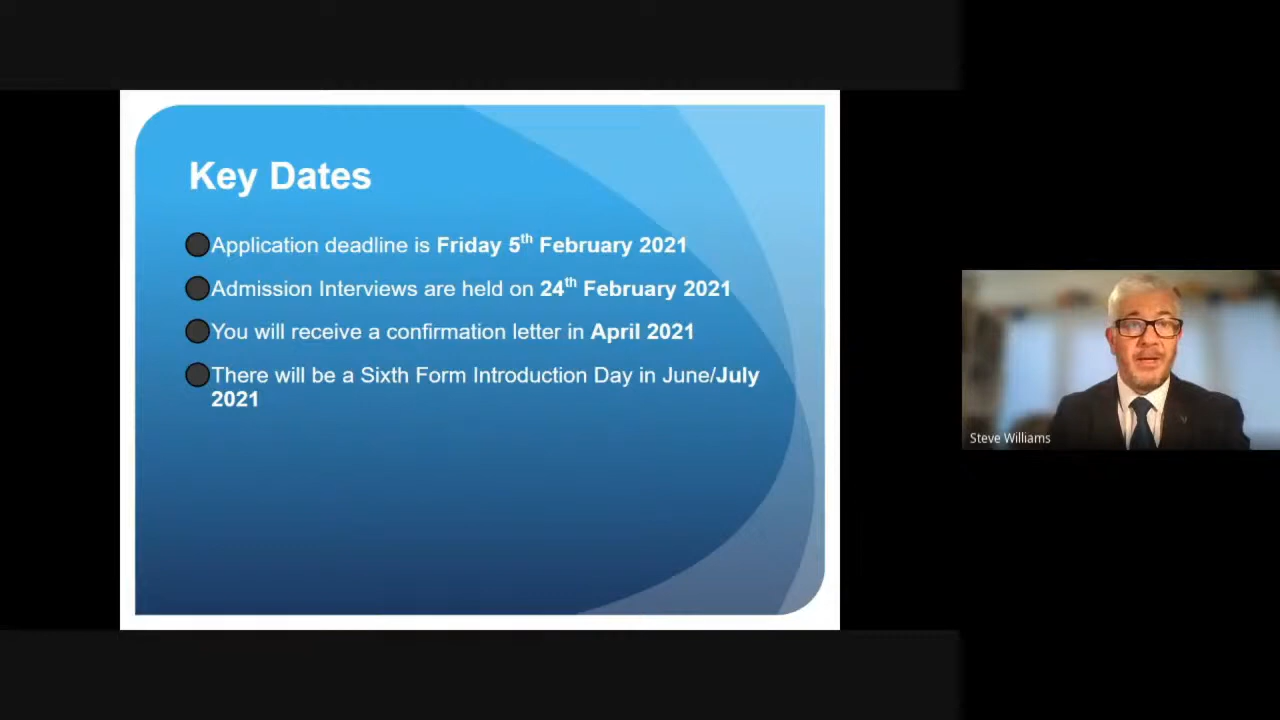 Key Dates
Application deadline is Friday 5th February 2021
Admission Interviews are held on 24th February 2021
You will receive a confirmation letter in April 2021
There will be a Sixth Form Introduction Day in June/July
2021
Steve Williams